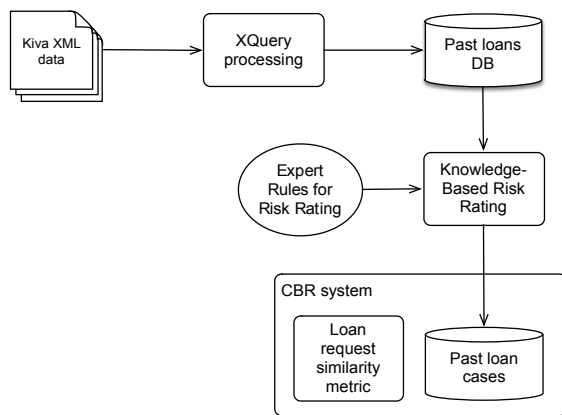 Kiva XML
data
XQuery
processing
Past loans
DB
Expert
Rules for
Risk Rating
Knowledge-
Based Risk
Rating
CBR system
Loan
request
similarity
metric
Past loan
cases